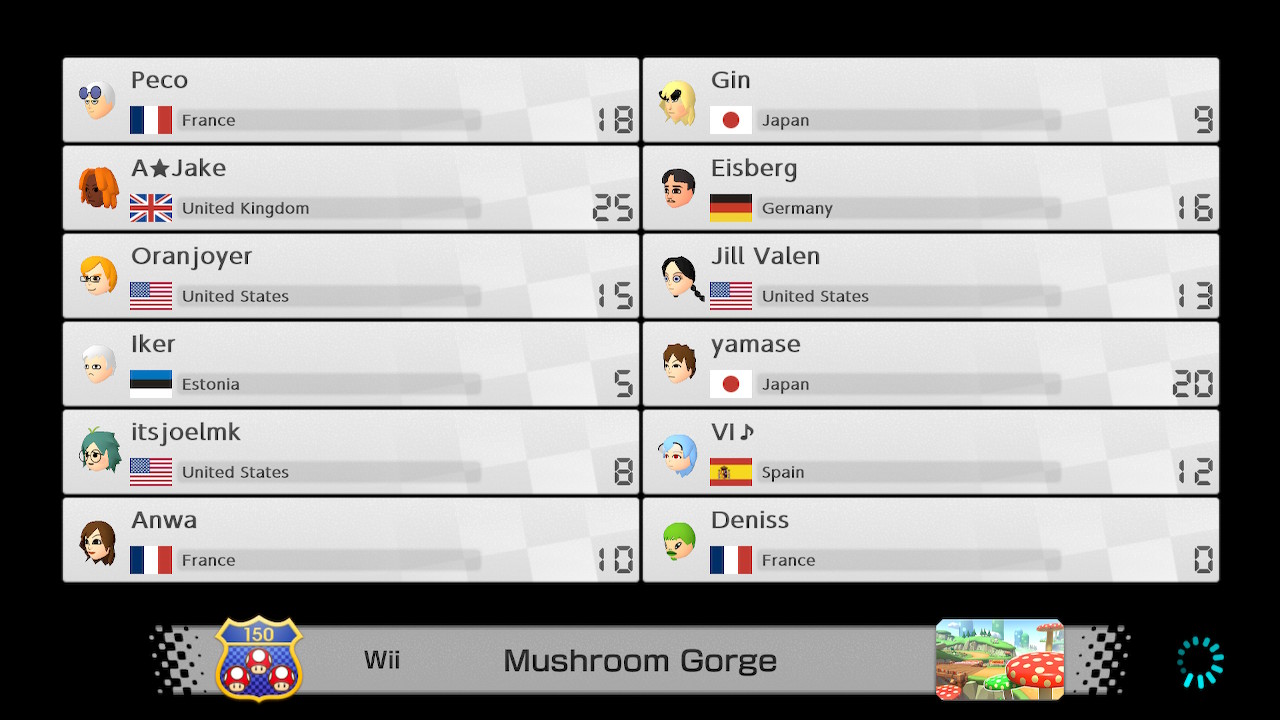 Peco
France
18
Gin
Japan
9
A★Jake
United Kingdom
25
Eisberg
Germany
16
Oranjoyer
United States
15
Jill Valen
United States
13
Iker
Estonia
5
yamase
Japan
20
itsjoelmk
United States
8
VI♪
Spain
12
Anwa
France
10
Deniss
France
0
150
Wii
Mushroom Gorge